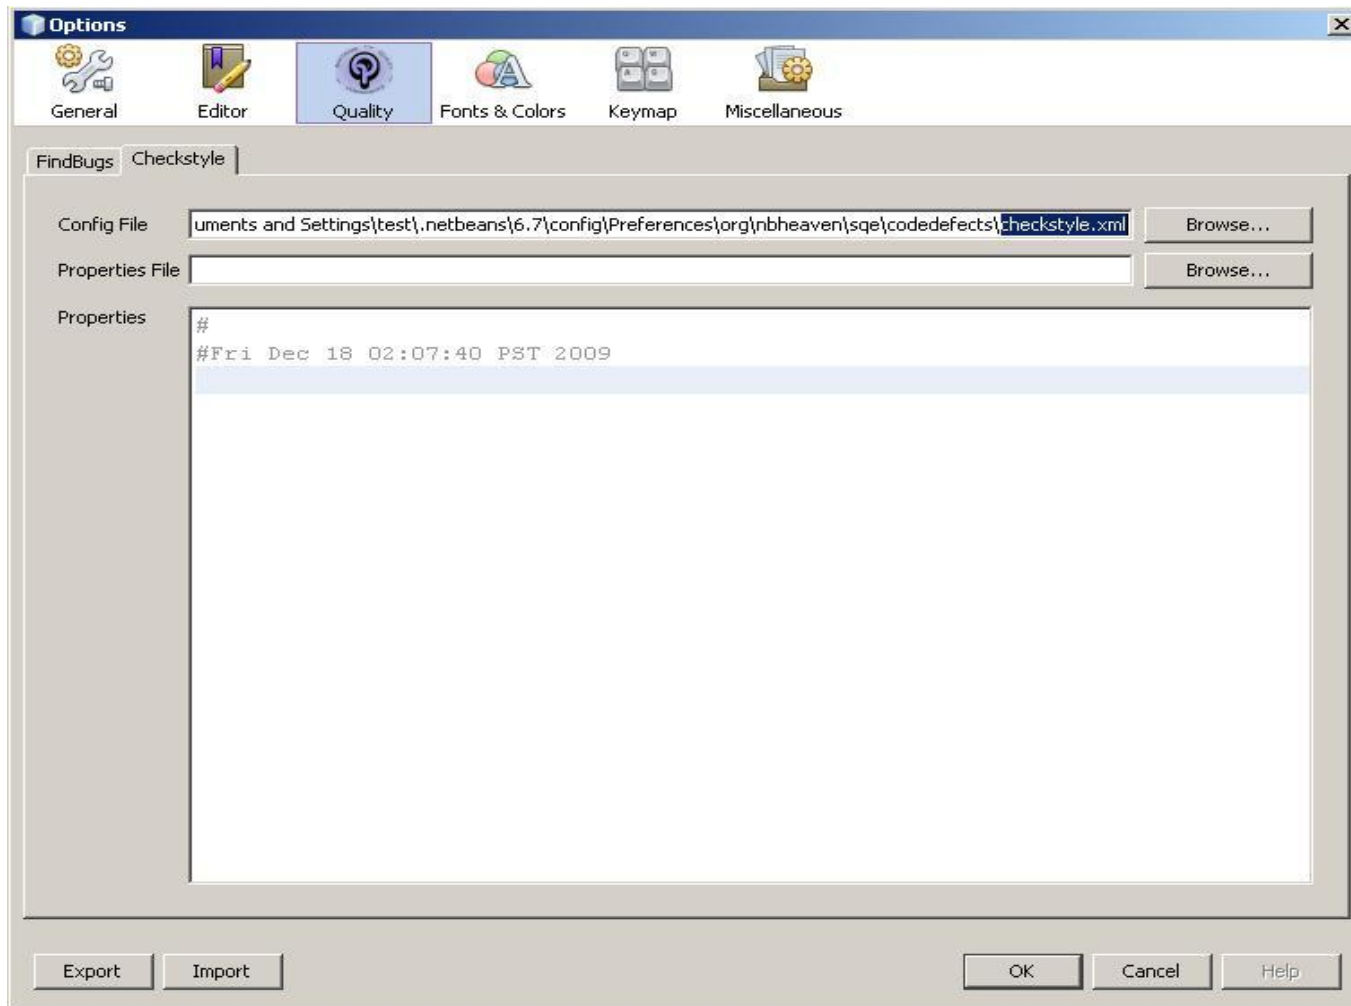 Options
General Editor Quality Fonts & Colors Keymap Miscellaneous
FindBugs Checkstyle
Config File uments and Settings\test\.netbeans\6.7\config\Preferences\org\nbheaven\sqe\codedefects\checkstyle.xml Browse...
Properties File Browse...
Properties
#
#Fri Dec 18 02:07:40 PST 2009
Export Import OK Cancel Help